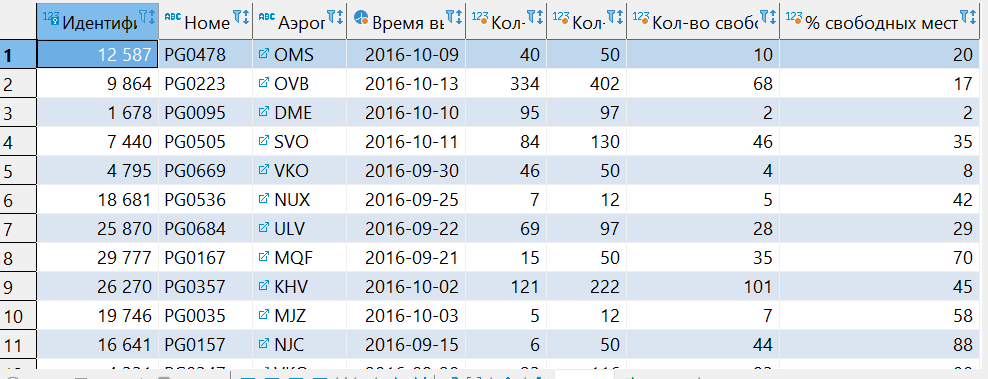 Идентифи Номе Аэрог Время вы Кол- Кол- Кол-во свобо % свободных мест
1 12 587 PG0478 OMS 2016-10-09 40 50 10 20
2 9 864 PG0223 OVB 2016-10-13 334 402 68 17
3 1 678 PG0095 DME 2016-10-10 95 97 2 2
4 7 440 PG0505 SVO 2016-10-11 84 130 46 35
5 4 795 PG0669 VKO 2016-09-30 46 50 4 8
6 18 681 PG0536 NUX 2016-09-25 7 12 5 42
7 25 870 PG0684 ULV 2016-09-22 69 97 28 29
8 29 777 PG0167 MQF 2016-09-21 15 50 35 70
9 26 270 PG0357 KHV 2016-10-02 121 222 101 45
10 19 746 PG0035 MJZ 2016-10-03 5 12 7 58
11 16 641 PG0157 NJC 2016-09-15 6 50 44 88